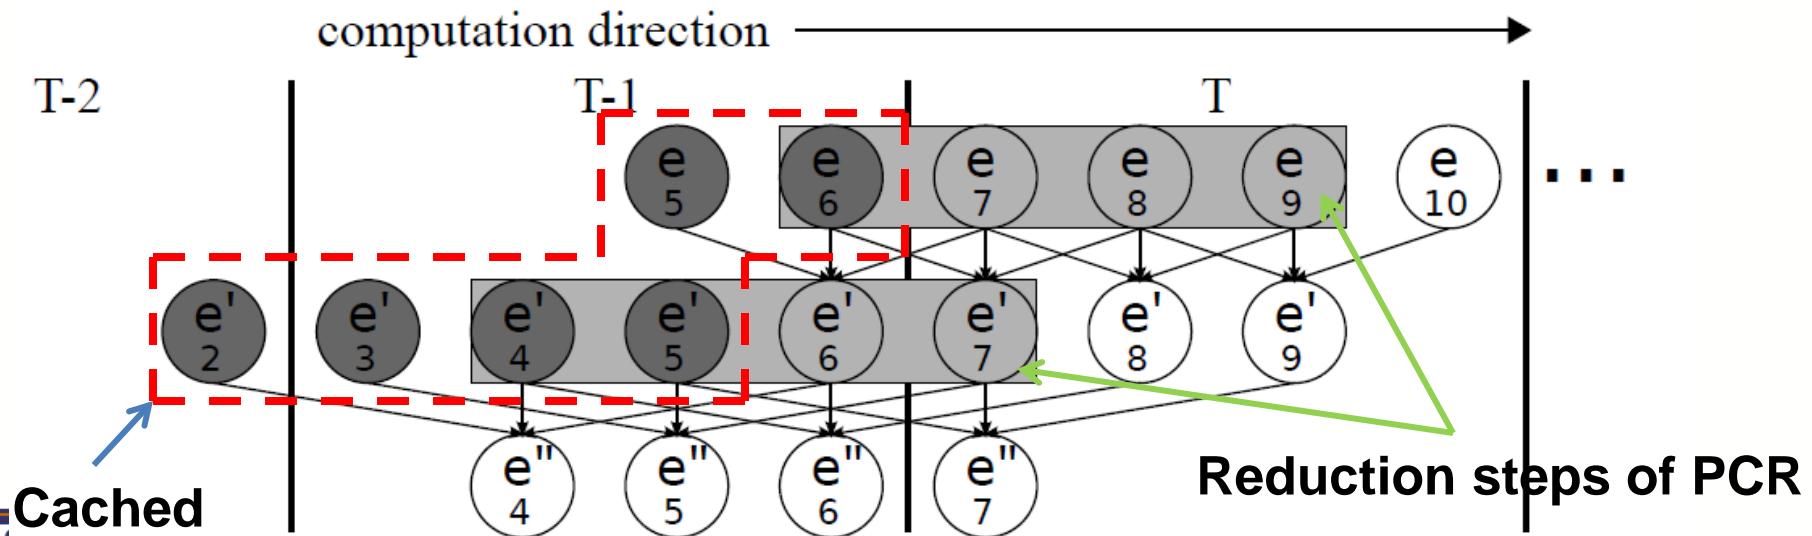 computation direction
T-2 T-1 T
e e e e e e ...
5 6 7 8 9 10
e' e' e' e' e' e' e' e'
2 3 4 5 6 7 8 9
e" e" e" e"
4 5 6 7
Reduction steps of PCR
Cached